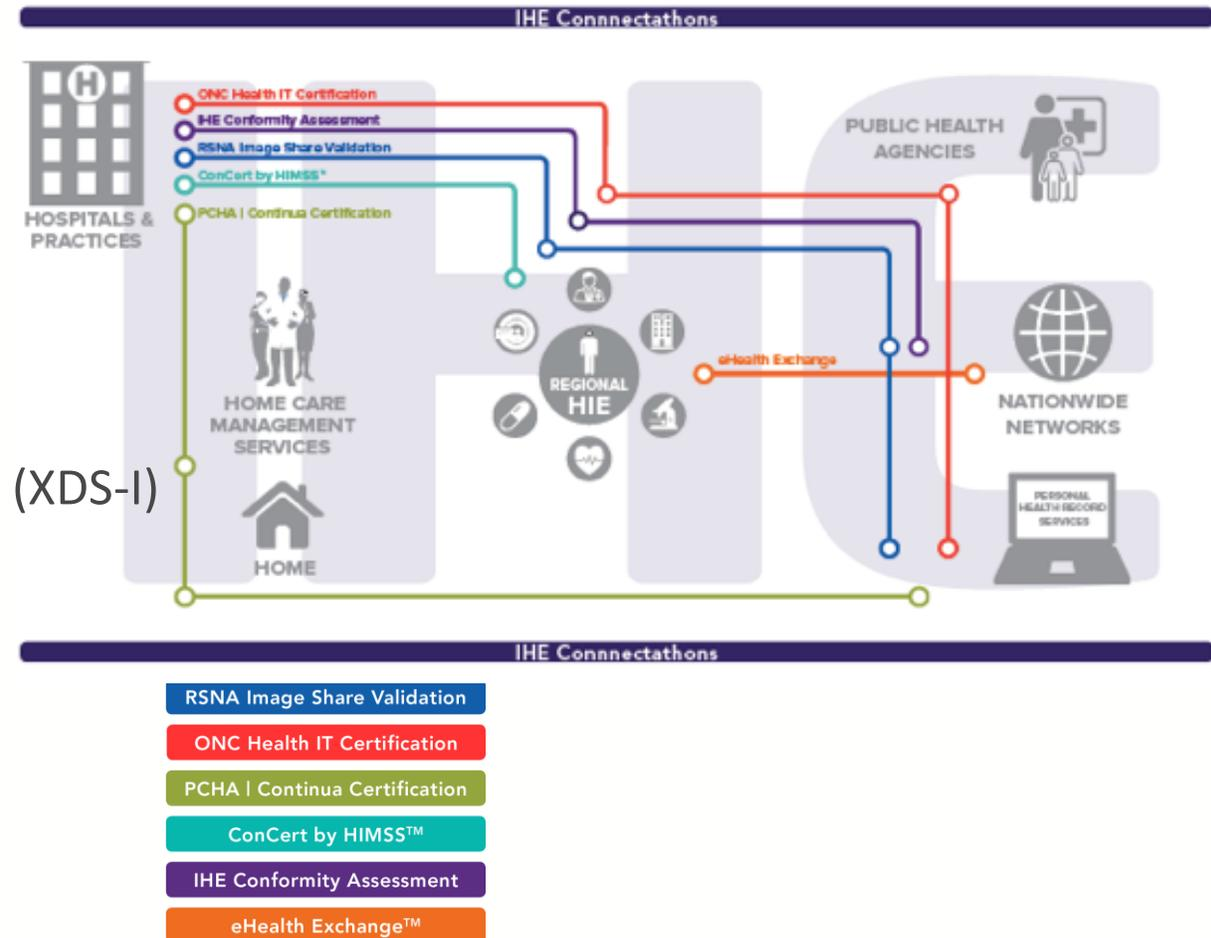 IHE Connnectathons
ONC Health IT Certification
IHE Conformity Assessment
RSNA Image Share Validation
ConCert by HIMSS™
PCHA | Continua Certification
HOSPITALS &
PRACTICES
PUBLIC HEALTH
AGENCIES
HOME CARE
MANAGEMENT
SERVICES
REGIONAL
HIE
eHealth Exchange
NATIONWIDE
NETWORKS
(XDS-I)
HOME
PERSONAL
HEALTH RECORD
SERVICES
IHE Connnectathons
RSNA Image Share Validation
ONC Health IT Certification
PCHA | Continua Certification
ConCert by HIMSS™
IHE Conformity Assessment
eHealth Exchange™